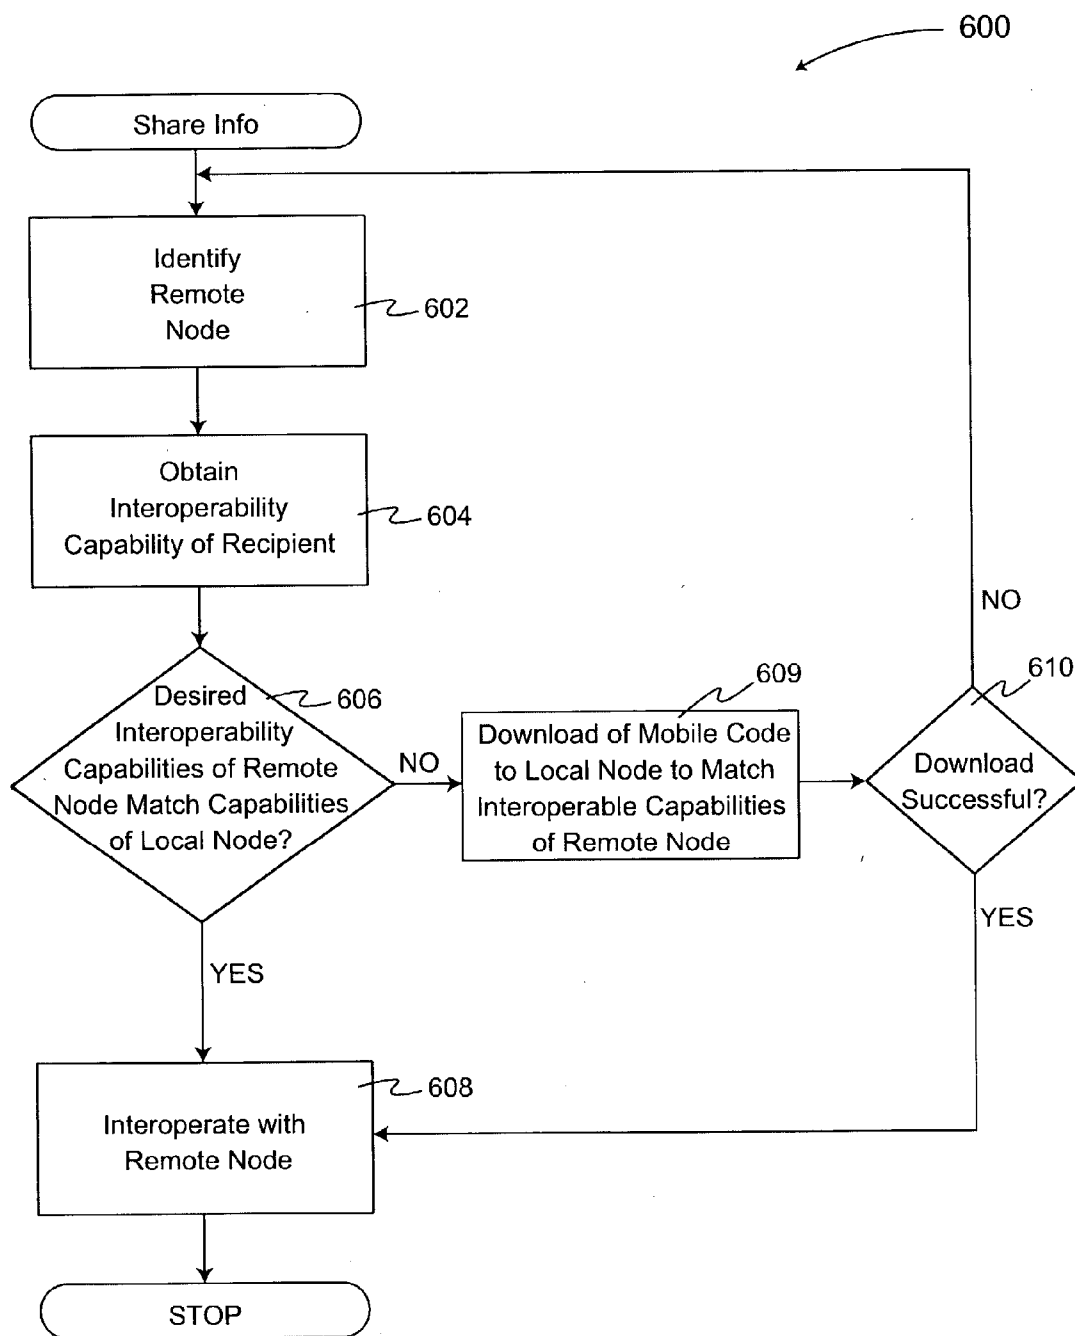 600
Share Info
Identify
Remote
Node
602
Obtain
Interoperability
Capability of Recipient
604
Desired
Interoperability
Capabilities of Remote
Node Match Capabilities
of Local Node?
606
NO
609
Download of Mobile Code
to Local Node to Match
Interoperable Capabilities
of Remote Node
NO
610
Download
Successful?
YES
YES
608
Interoperate with
Remote Node
STOP